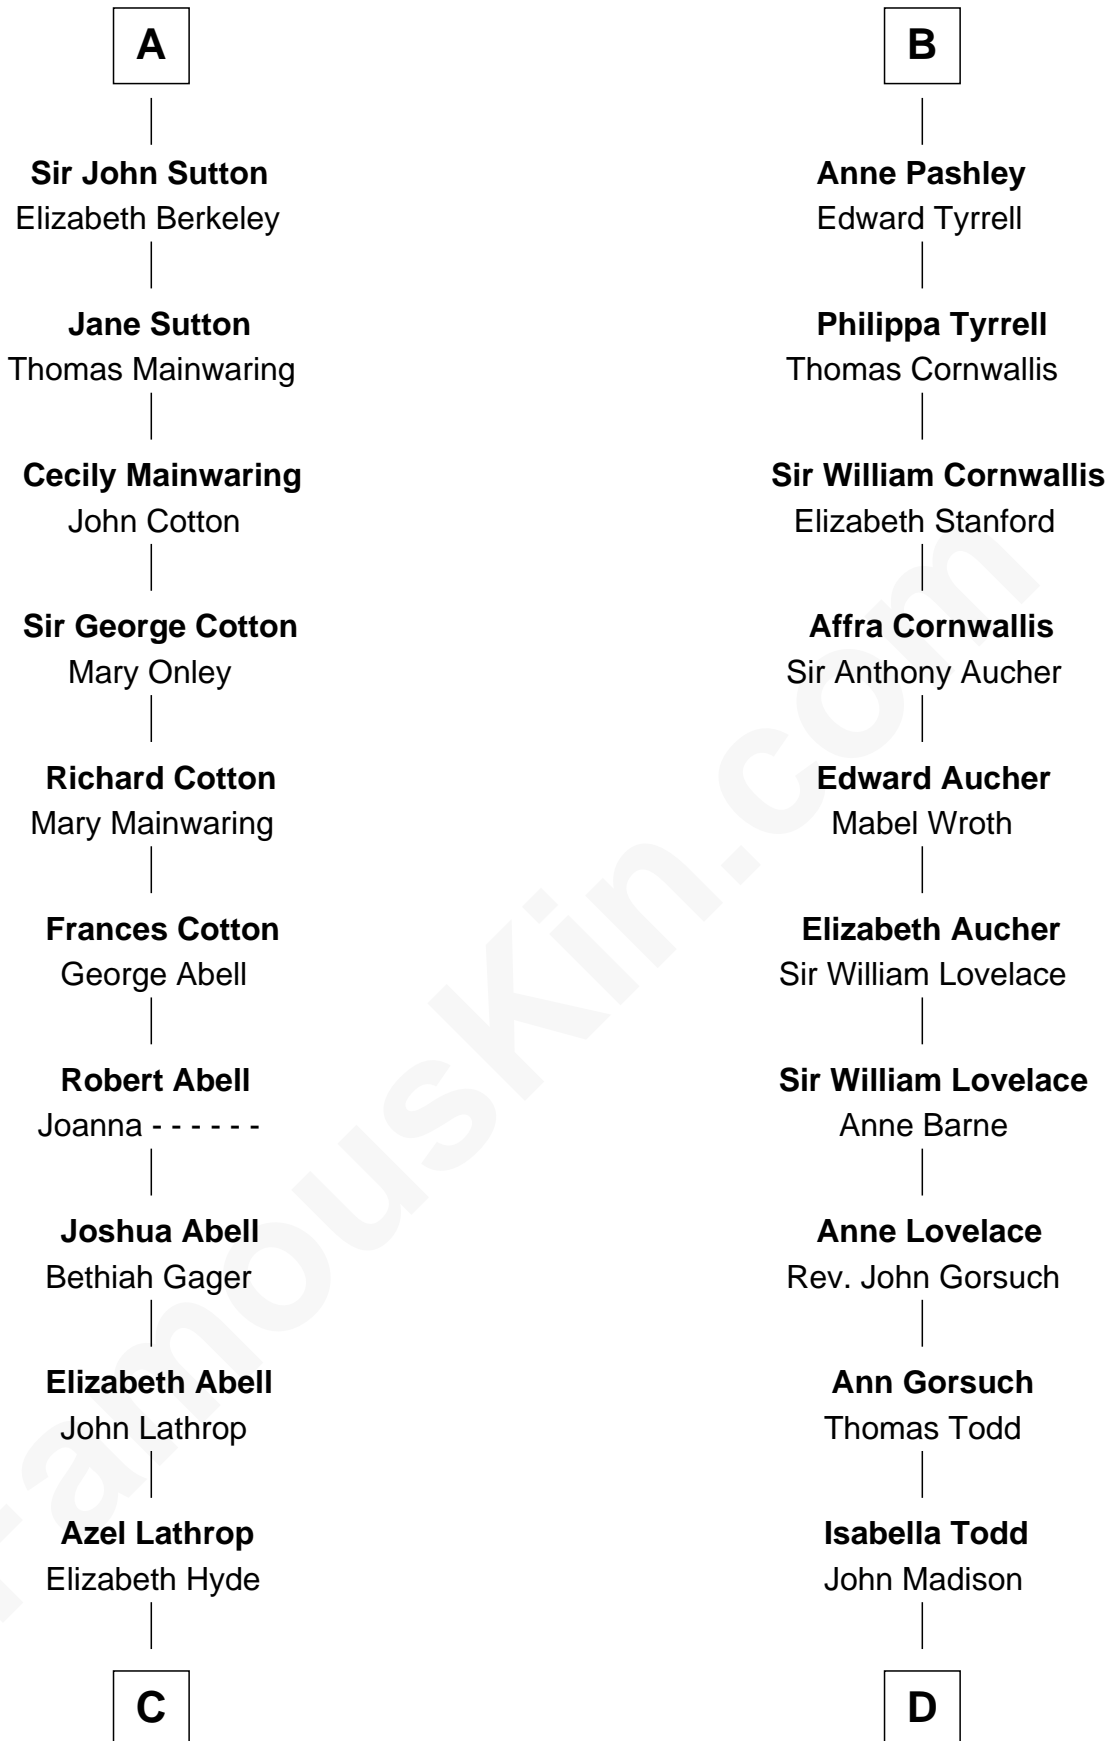 A
Sir John Sutton
Elizabeth Berkeley
Jane Sutton
Thomas Mainwaring
Cecily Mainwaring
John Cotton
Sir George Cotton
Mary Onley
Richard Cotton
Mary Mainwaring
Frances Cotton
George Abell
Robert Abell
Joanna - - - - - -
Joshua Abell
Bethiah Gager
Elizabeth Abell
John Lathrop
Azel Lathrop
Elizabeth Hyde
C
B
Anne Pashley
Edward Tyrrell
Philippa Tyrrell
Thomas Cornwallis
Sir William Cornwallis
Elizabeth Stanford
Affra Cornwallis
Sir Anthony Aucher
Edward Aucher
Mabel Wroth
Elizabeth Aucher
Sir William Lovelace
Sir William Lovelace
Anne Barne
Anne Lovelace
Rev. John Gorsuch
Ann Gorsuch
Thomas Todd
Isabella Todd
John Madison
D
FamousKin.com